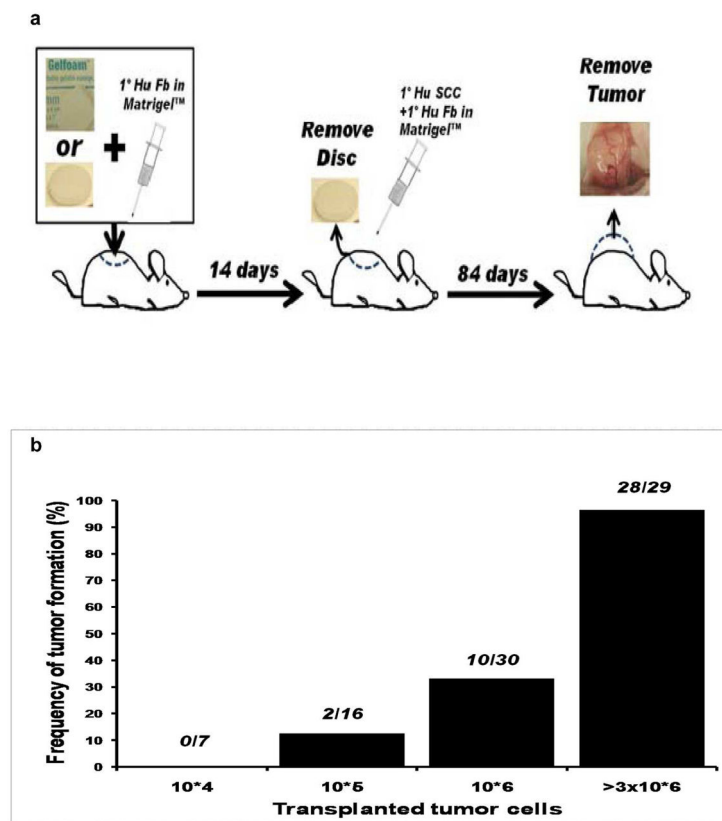 a
Gelfoam
mm
or
+
1° Hu Fb in
Matrigel™
14 days
Remove
Disc
1° Hu SCC
+1° Hu Fb in
Matrigel™
84 days
Remove
Tumor
b
Frequency of tumor formation (%)
100
90
80
70
60
50
40
30
20
10
0
0/7
2/16
10/30
28/29
10*4
10*5
10*6
>3x10*6
Transplanted tumor cells